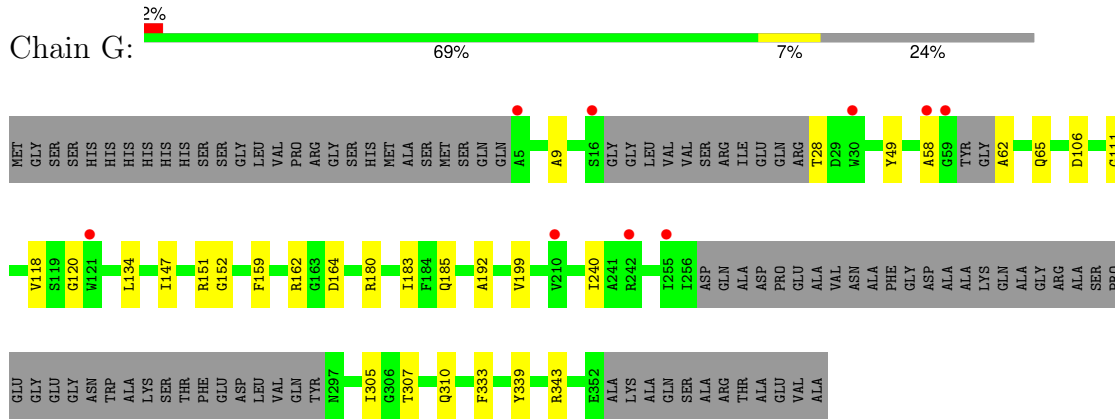 2%
Chain G:
69% 7% 24%
MET GLY SER SER HIS HIS HIS HIS HIS HIS SER SER GLY LEU VAL PRO ARG GLY SER HIS MET ALA SER MET SER GLN GLN A5 A9 S16 GLY GLY LEU VAL VAL SER ARG ILE GLU GLN ARG T28 D29 W30 Y49 A58 G59 TYR GLY A62 Q65 D106 G111
V118 S119 G120 W121 L134 I147 R151 G152 F159 R162 G163 D164 R180 I183 F184 Q185 A192 V199 V210 I240 A241 R242 I255 I256 ASP GLN ALA ASP PRO GLU ALA VAL ASN ALA PHE GLY ASP ALA ALA LYS GLN ALA GLY ARG ALA SER PRO
GLU GLY GLU GLY ASN TRP ALA LYS SER THR PHE GLU ASP LEU VAL GLN TYR N297 I305 G306 T307 Q310 F333 Y339 R343 E352 ALA LYS ALA GLN SER ALA ARG THR ALA GLU VAL ALA